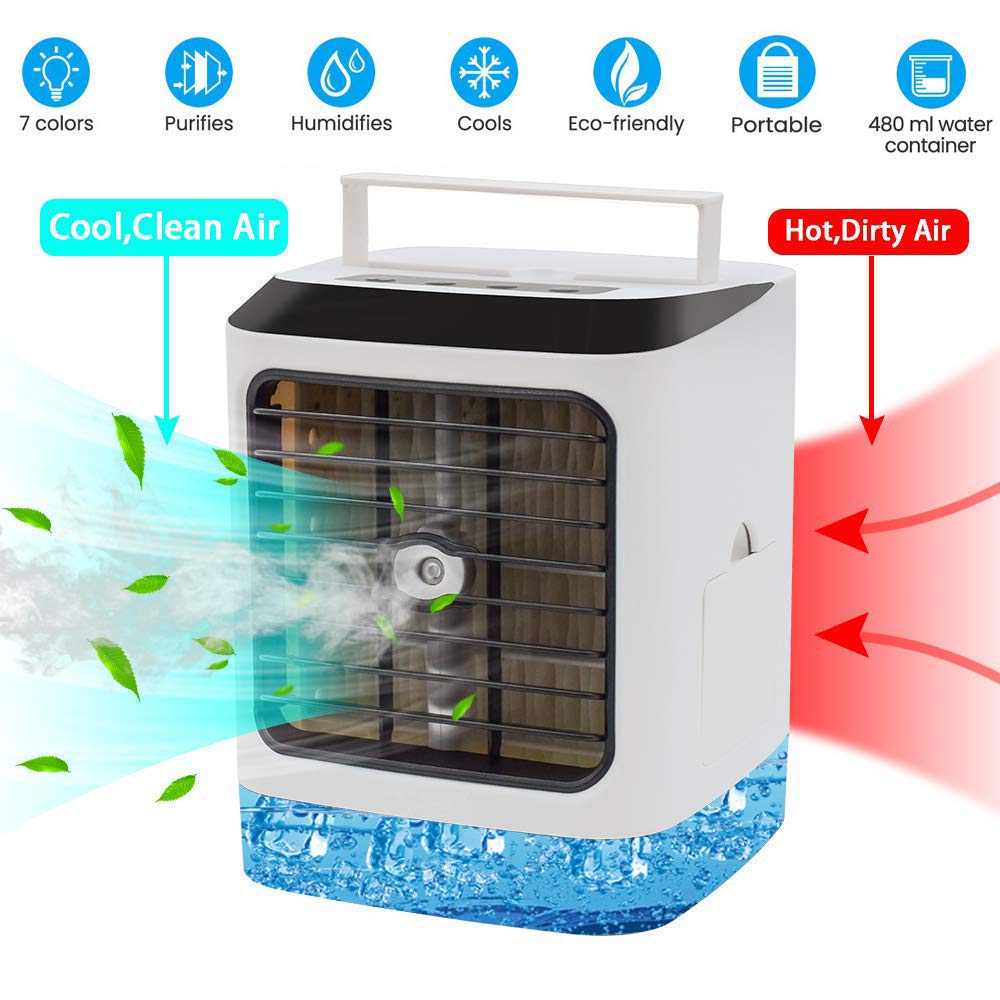 7 colors
Purifies
Humidifies
Cools
Eco-friendly
Portable
480 ml water
container
Cool,Clean Air
Hot,Dirty Air